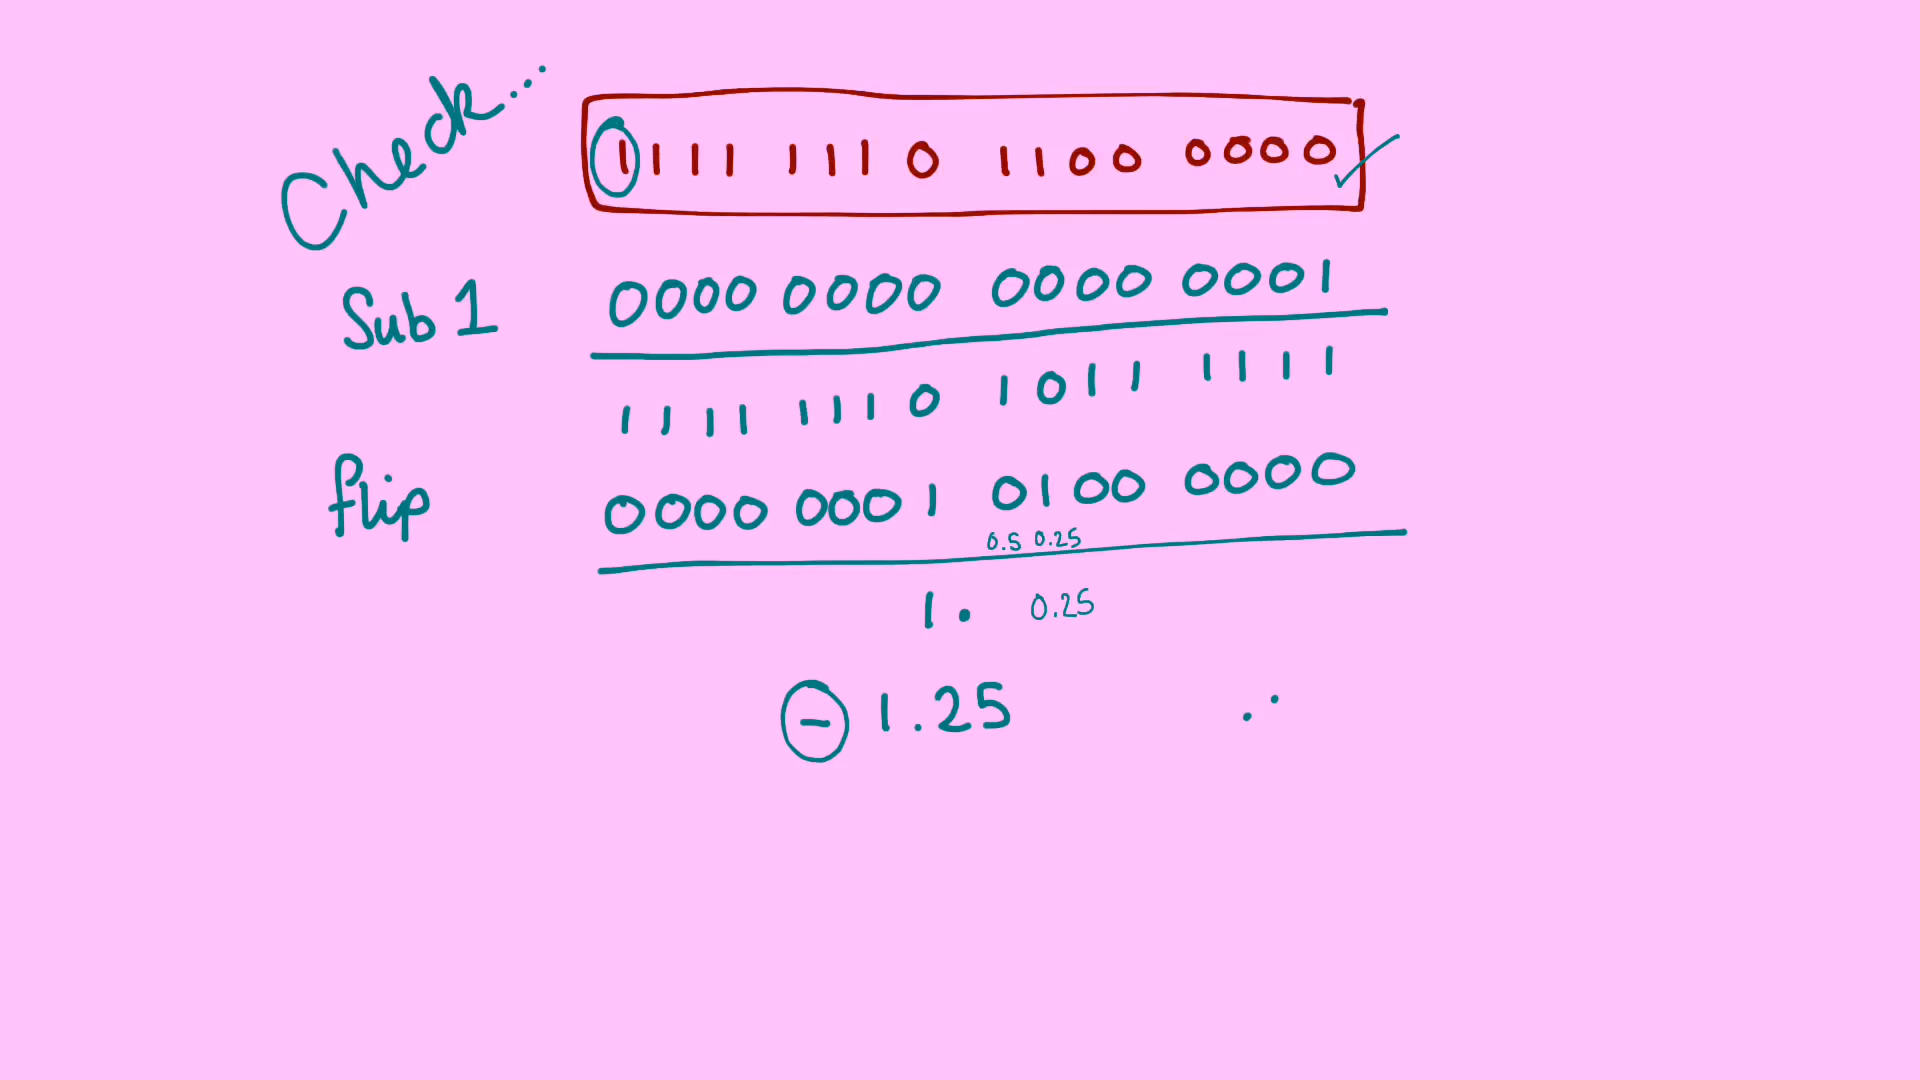 Check...
1111 1110 1100 0000
Sub 1 0000 0000 0000 0001
1111 1110 1011 1111
flip 0000 0001 0100 0000
0.5 0.25
1. 0.25
- 1.25